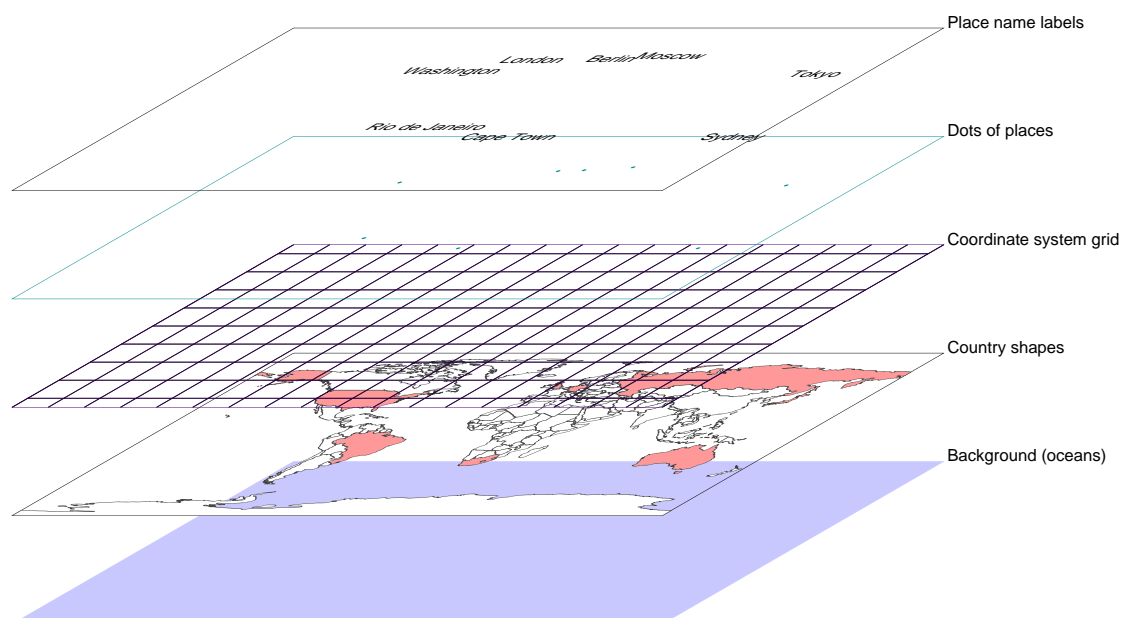 Place name labels
London
Berlin
Moscow
Washington
Tokyo
Rio de Janeiro
Cape Town
Sydney
Dots of places
Coordinate system grid
Country shapes
Background (oceans)